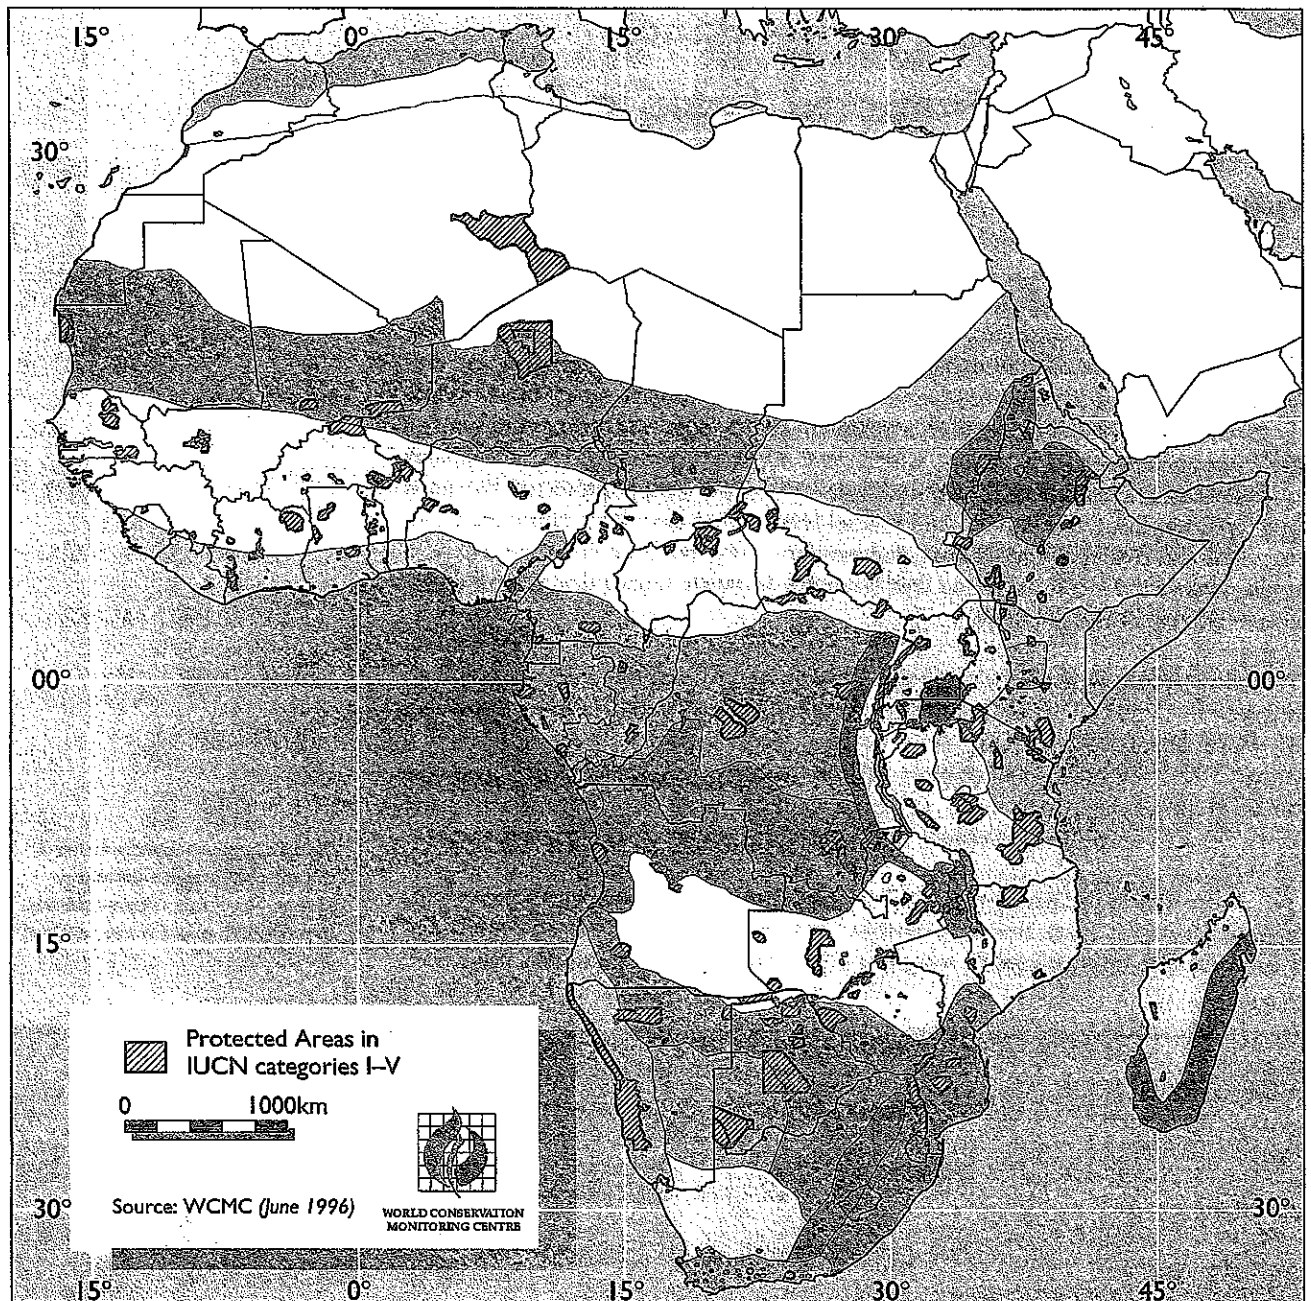 15° 0° 15° 30° 45°
30°
00° 00°
15°
Protected Areas in
IUCN categories I–V
0 1000km
Source: WCMC (June 1996)
WORLD CONSERVATION
MONITORING CENTRE
30° 30°
15° 0° 15° 30° 45°